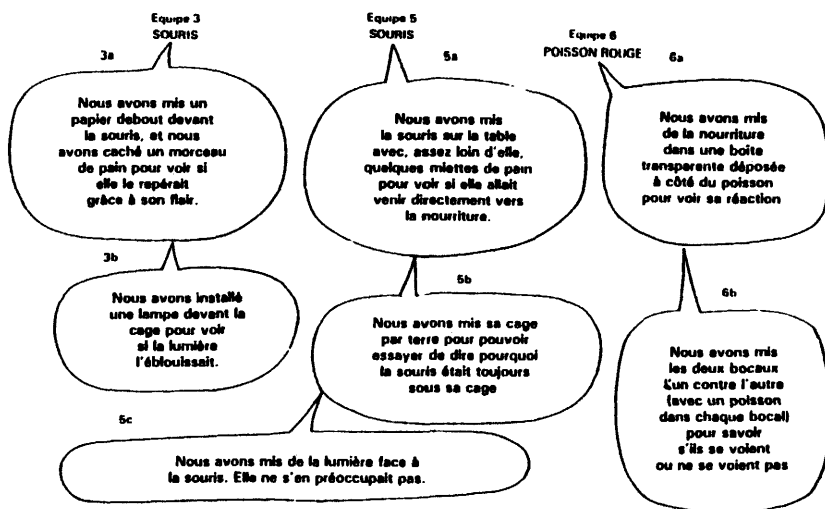 Equipe 3
SOURIS
3a
Nous avons mis un
papier debout devant
la souris, et nous
avons caché un morceau
de pain pour voir si
elle le repérait
grâce à son flair.
3b
Nous avons installé
une lampe devant la
cage pour voir
si la lumière
l'éblouissait.
Equipe 5
SOURIS
5a
Nous avons mis
la souris sur la table
avec, assez loin d'elle,
quelques miettes de pain
pour voir si elle allait
venir directement vers
la nourriture.
5b
Nous avons mis sa cage
par terre pour pouvoir
essayer de dire pourquoi
la souris était toujours
sous sa cage
5c
Nous avons mis de la lumière face à
la souris. Elle ne s'en préoccupait pas.
Equipe 6
POISSON ROUGE
6a
Nous avons mis
de la nourriture
dans une boite
transparente déposée
à côté du poisson
pour voir sa réaction
6b
Nous avons mis
les deux bocaux
l'un contre l'autre
(avec un poisson
dans chaque bocal)
pour savoir
s'ils se voient
ou ne se voient pas